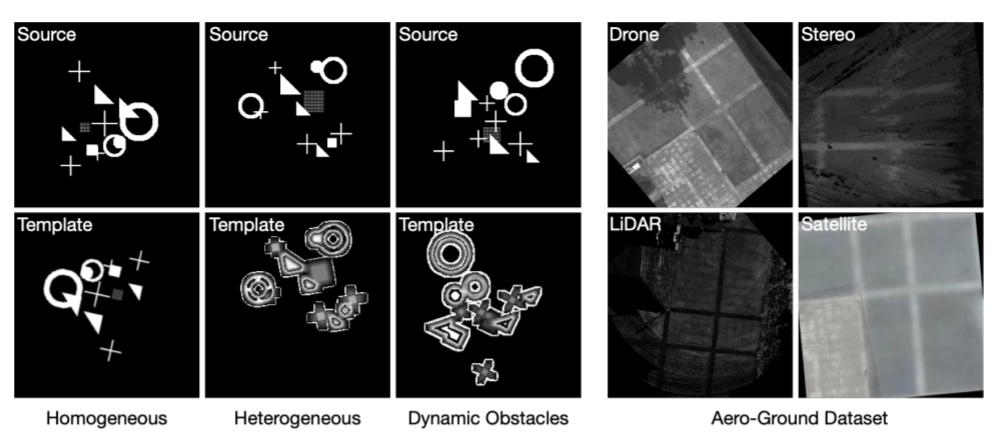 Source
Source
Source
Drone
Stereo
Template
Template
Template
LiDAR
Satellite
Homogeneous
Heterogeneous
Dynamic Obstacles
Aero-Ground Dataset